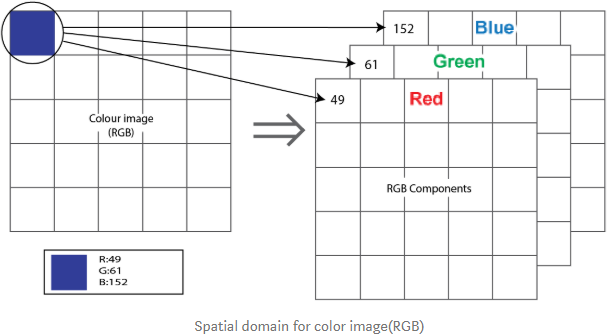 152 Blue
61 Green
49 Red
Colour image
(RGB)
RGB Components
R:49
G:61
B:152
Spatial domain for color image(RGB)